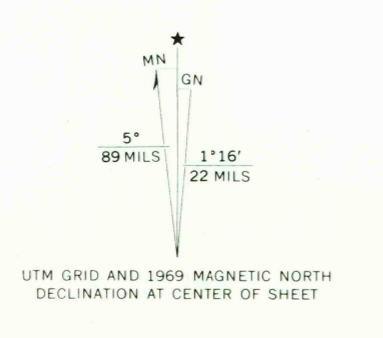 ★
MN
GN
5°
89 MILS
1°16′
22 MILS
UTM GRID AND 1969 MAGNETIC NORTH
DECLINATION AT CENTER OF SHEET